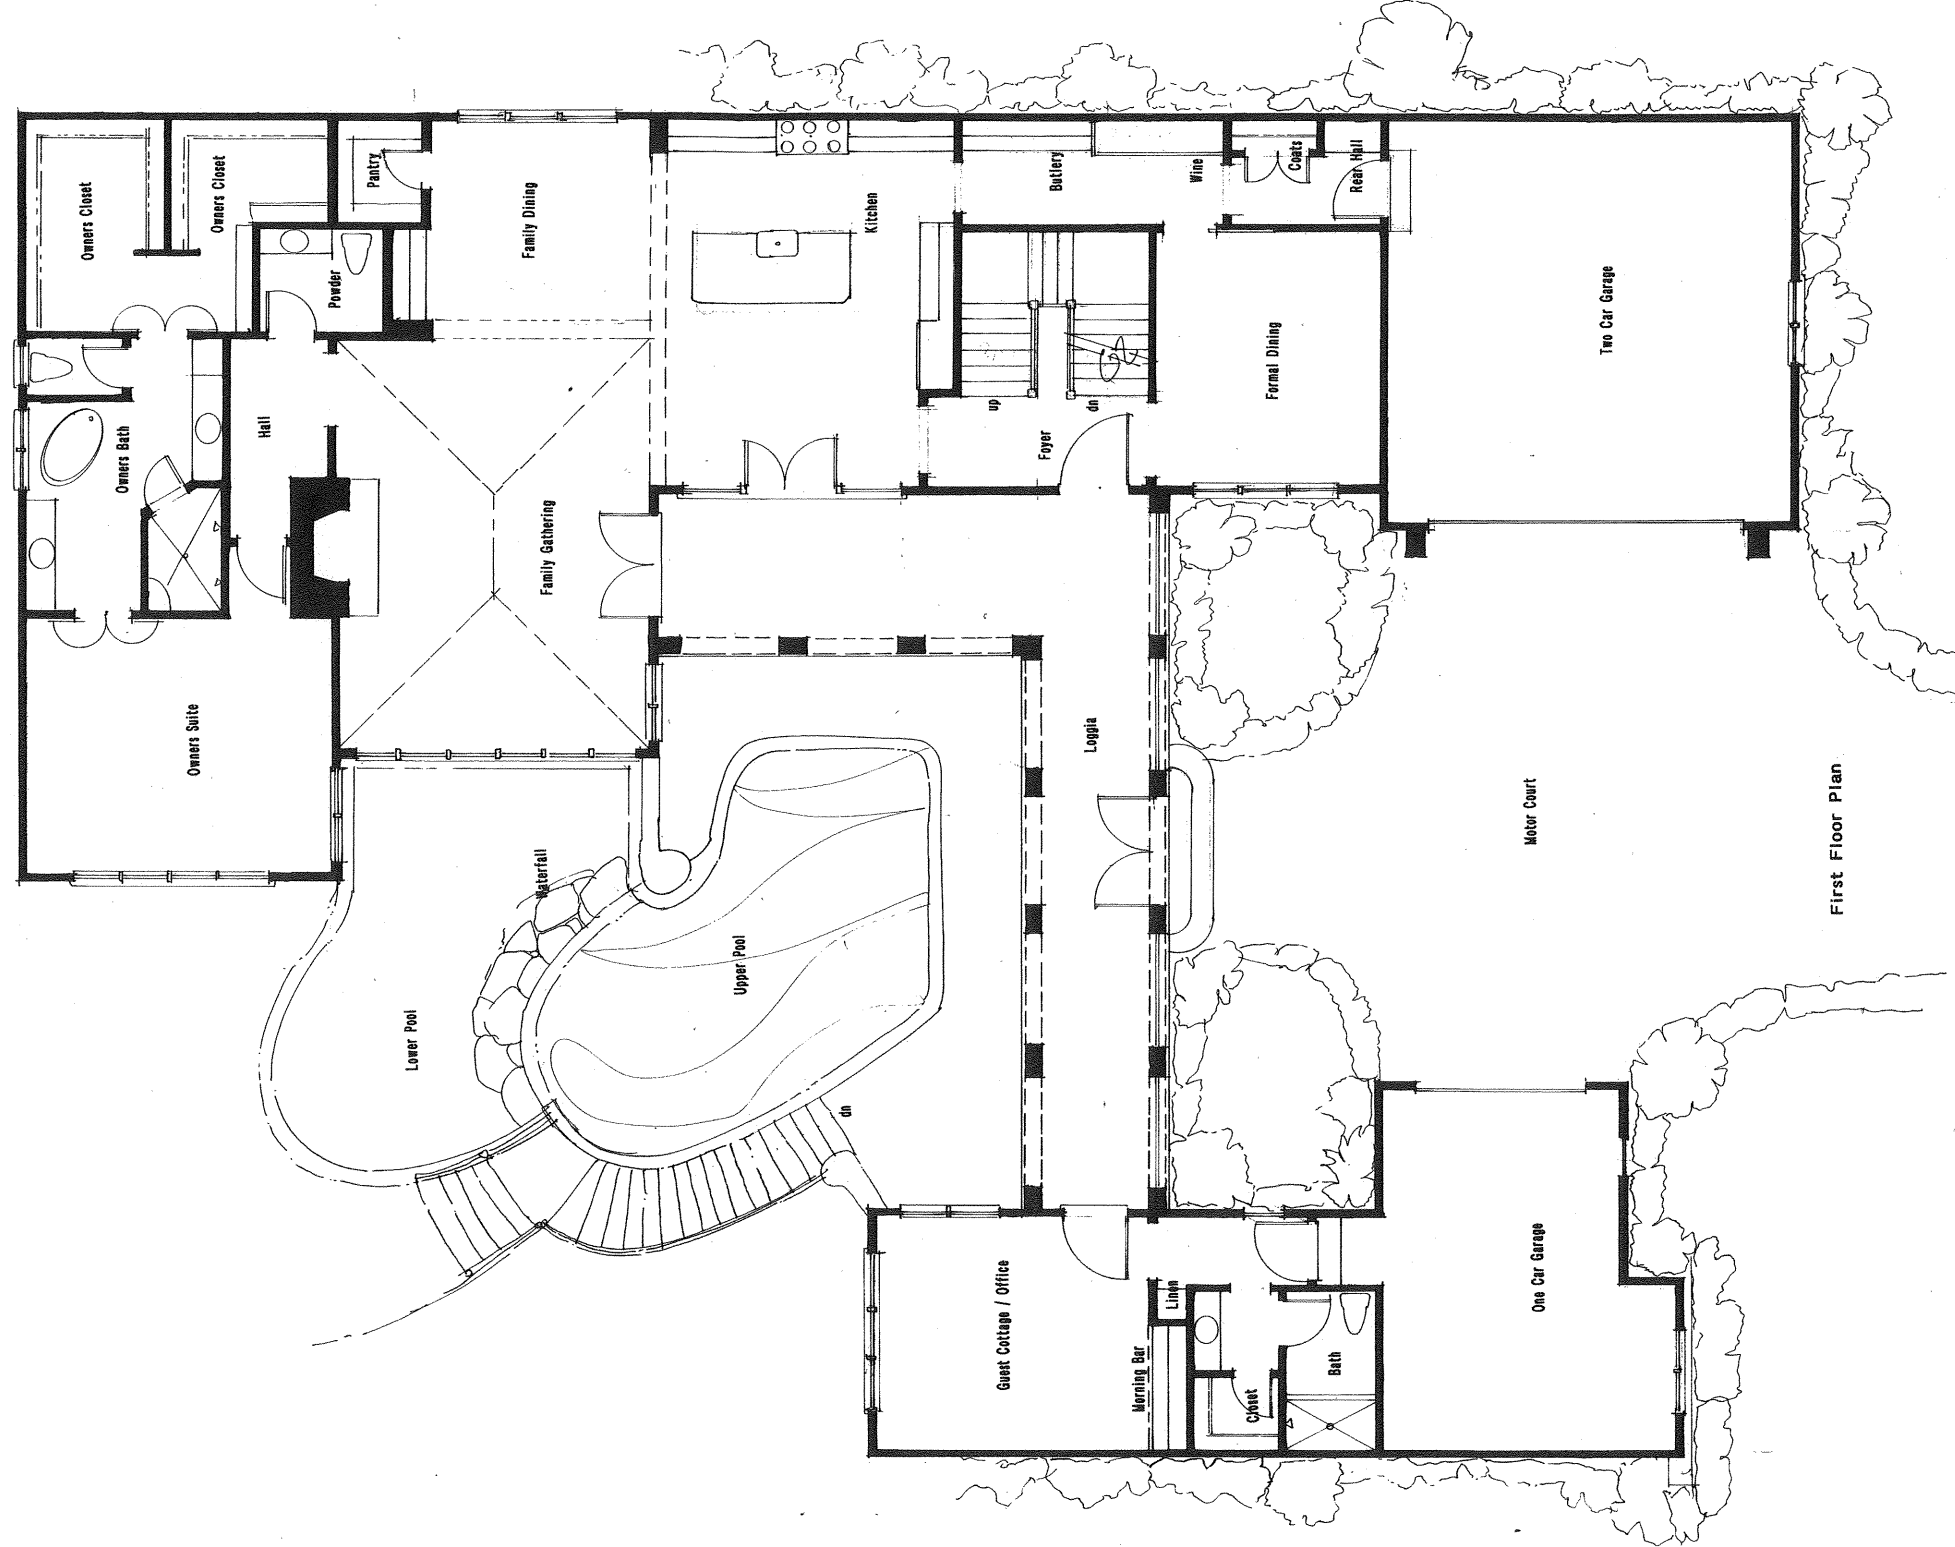 Owners Closet
Owners Closet
Pantry
Powder
Family Dining
Kitchen
Butlery
Wine
Coats
Rear Hall
Two Car Garage
Formal Dining
up
dn
Foyer
Hall
Owners Bath
Family Gathering
Owners Suite
Loggia
Motor Court
First Floor Plan
Waterfall
Upper Pool
Lower Pool
dn
Guest Cottage / Office
Linen
Morning Bar
Closet
Bath
One Car Garage